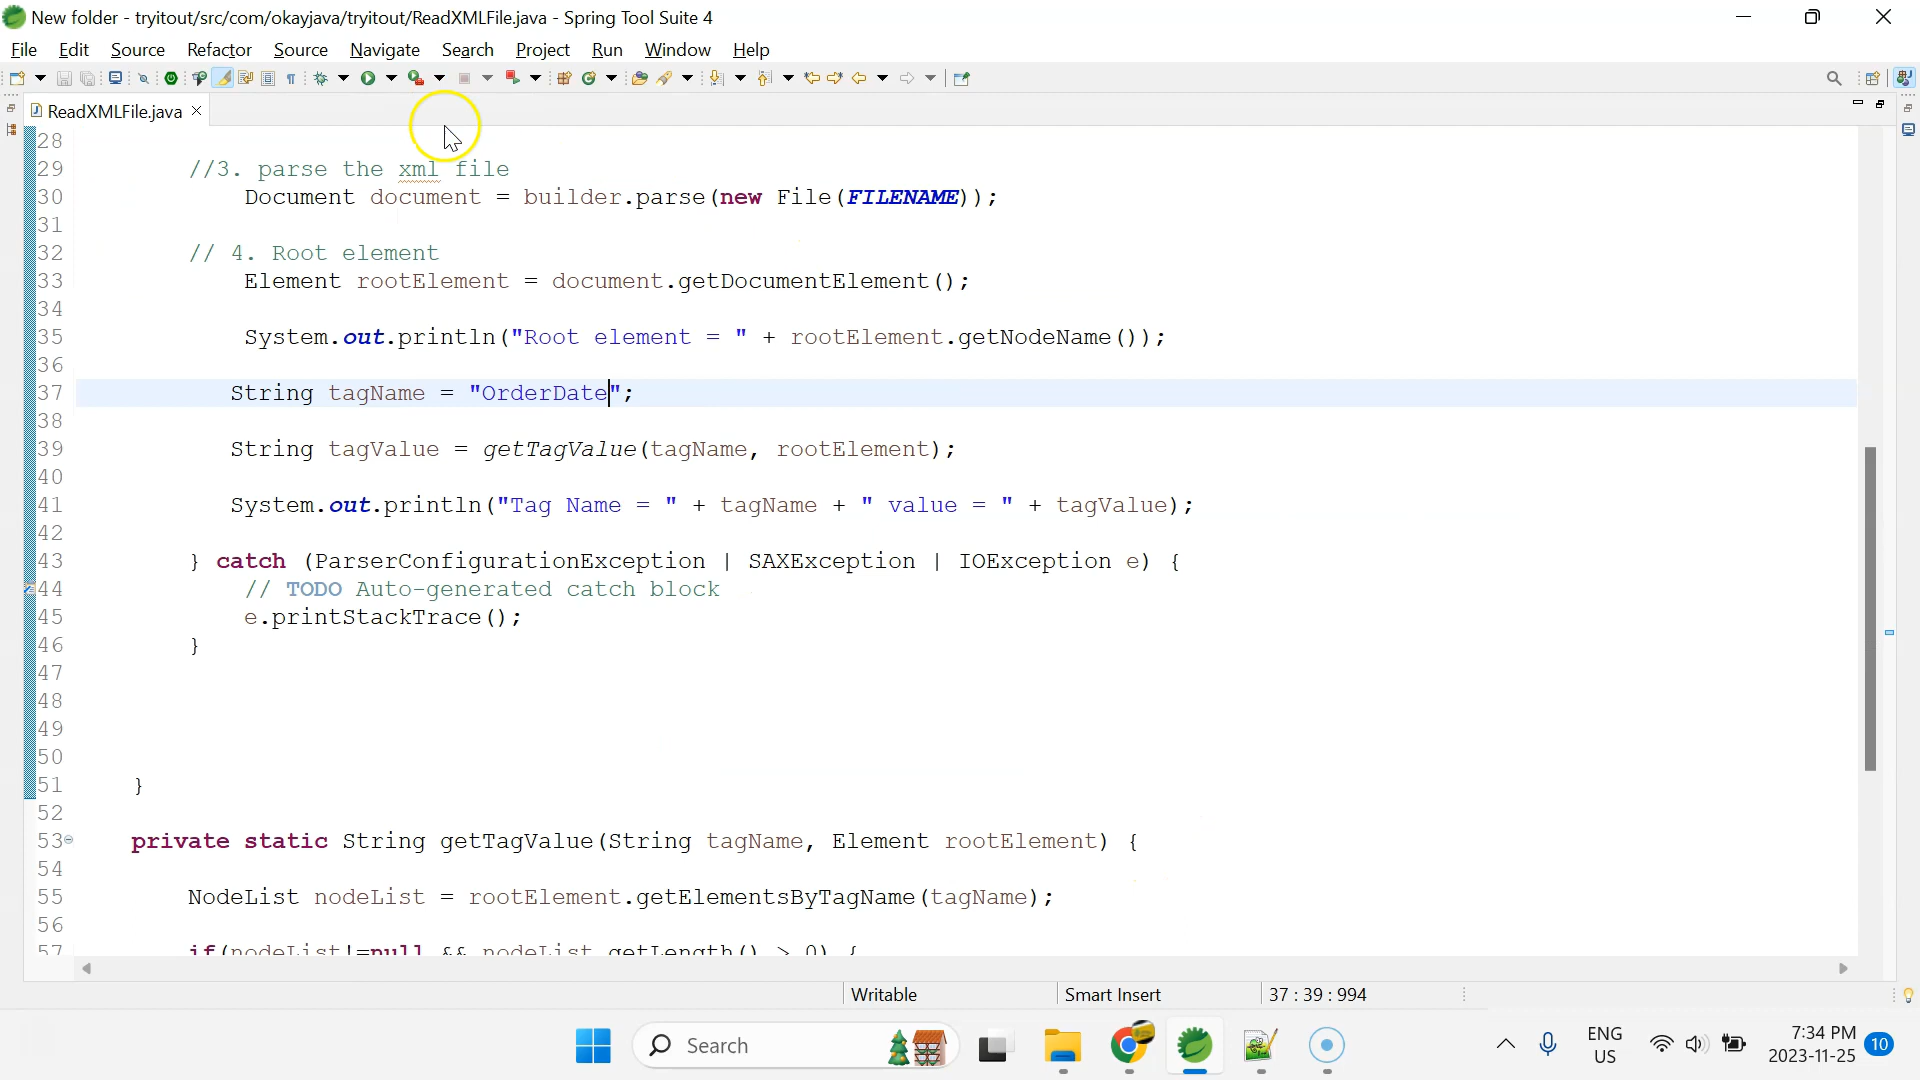 New folder - tryitout/src/com/okayjava/tryitout/ReadXMLFile.java - Spring Tool Suite 4
File Edit Source Refactor Source Navigate Search Project Run Window Help
ReadXMLFile.java
28
29 //3. parse the xml file
30 Document document = builder.parse(new File(FILENAME));
31
32 // 4. Root element
33 Element rootElement = document.getDocumentElement();
34
35 System.out.println("Root element = " + rootElement.getNodeName());
36
37 String tagName = "OrderDate";
38
39 String tagValue = getTagValue(tagName, rootElement);
40
41 System.out.println("Tag Name = " + tagName + " value = " + tagValue);
42
43 } catch (ParserConfigurationException | SAXException | IOException e) {
44 // TODO Auto-generated catch block
45 e.printStackTrace();
46 }
47
48
49
50
51 }
52
53 private static String getTagValue(String tagName, Element rootElement) {
54
55 NodeList nodeList = rootElement.getElementsByTagName(tagName);
56
57 if(nodeList!=null && nodeList.getLength() > 0) {
Writable Smart Insert 37 : 39 : 994
Search ENG 7:34 PM
US 2023-11-25 10